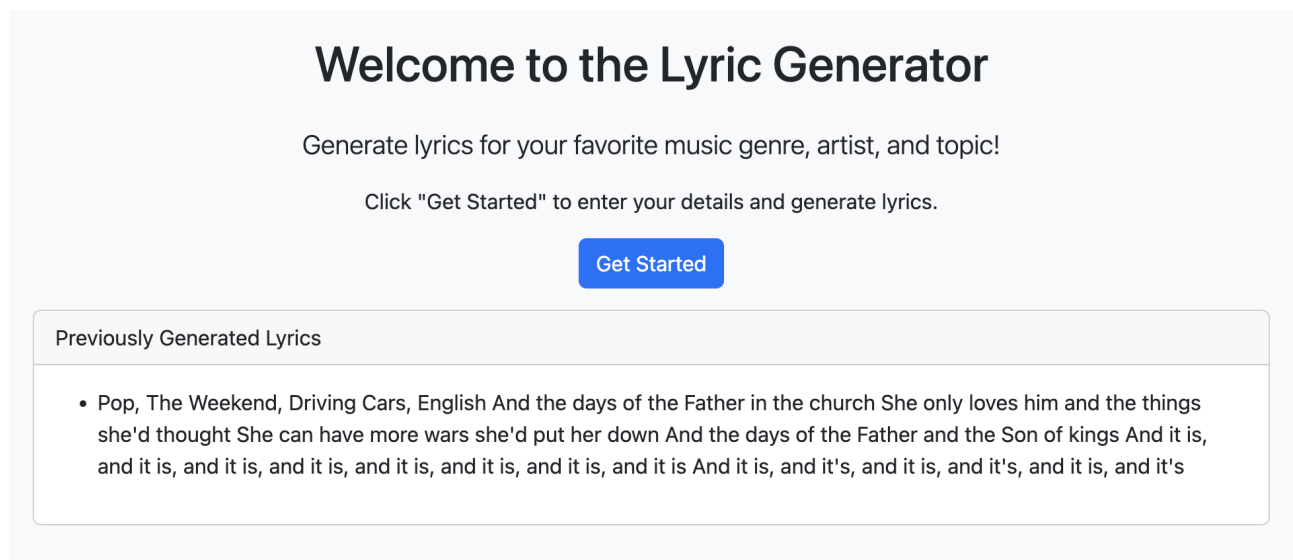 Welcome to the Lyric Generator
Generate lyrics for your favorite music genre, artist, and topic!
Click "Get Started" to enter your details and generate lyrics.
Get Started
Previously Generated Lyrics
• Pop, The Weekend, Driving Cars, English And the days of the Father in the church She only loves him and the things
she'd thought She can have more wars she'd put her down And the days of the Father and the Son of kings And it is,
and it is, and it is, and it is, and it is, and it is, and it is, and it is And it is, and it's, and it is, and it's, and it is, and it's